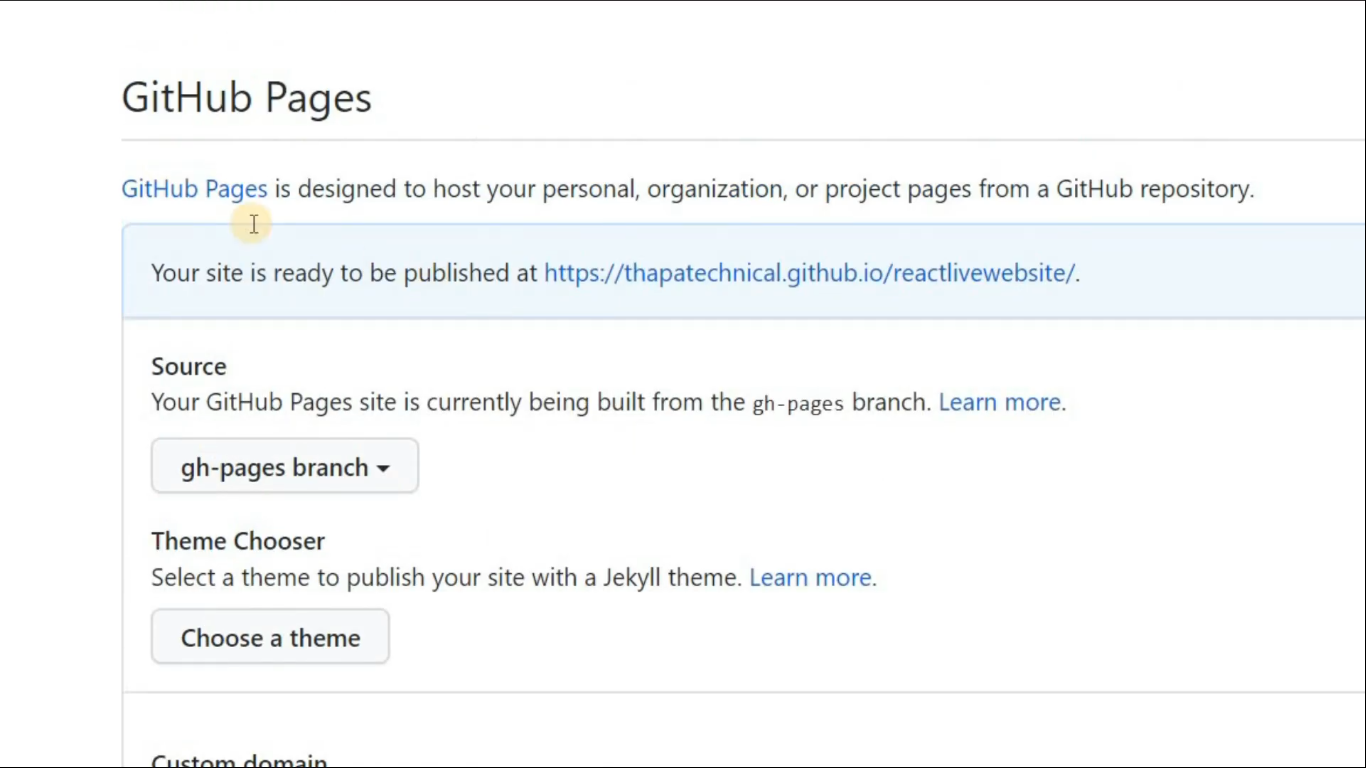 GitHub Pages
GitHub Pages is designed to host your personal, organization, or project pages from a GitHub repository.
Your site is ready to be published at https://thapatechnical.github.io/reactlivewebsite/.
Source
Your GitHub Pages site is currently being built from the gh-pages branch. Learn more.
gh-pages branch
Theme Chooser
Select a theme to publish your site with a Jekyll theme. Learn more.
Choose a theme
Custom domain